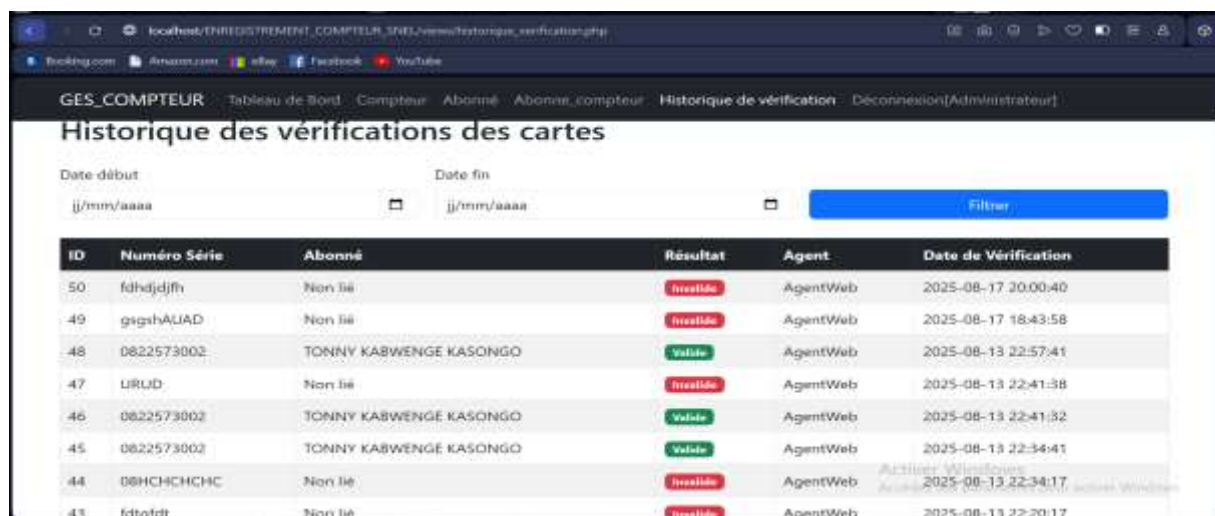 localhost/ENREGISTREMENT_COMPTEUR_SNEL/views/historique_verification.php
Booking.com Amazon.com eBay Facebook YouTube
GES_COMPTEUR Tableau de Bord Compteur Abonné Abonne_compteur Historique de vérification Déconnexion[Administrateur]
Historique des vérifications des cartes
Date début Date fin
jj/mm/aaaa jj/mm/aaaa Filtrer
ID Numéro Série Abonné Résultat Agent Date de Vérification
50 fdhdjdjfh Non lié Invalide AgentWeb 2025-08-17 20:00:40
49 gsgshAUAD Non lié Invalide AgentWeb 2025-08-17 18:43:58
48 0822573002 TONNY KABWENGE KASONGO Valide AgentWeb 2025-08-13 22:57:41
47 URUD Non lié Invalide AgentWeb 2025-08-13 22:41:38
46 0822573002 TONNY KABWENGE KASONGO Valide AgentWeb 2025-08-13 22:41:32
45 0822573002 TONNY KABWENGE KASONGO Valide AgentWeb 2025-08-13 22:34:41
Activer Windows
44 08HCHCHCHC Non lié Invalide AgentWeb 2025-08-13 22:34:17
activer Windows
43 fdtofdt Non lié Invalide AgentWeb 2025-08-13 22:20:17